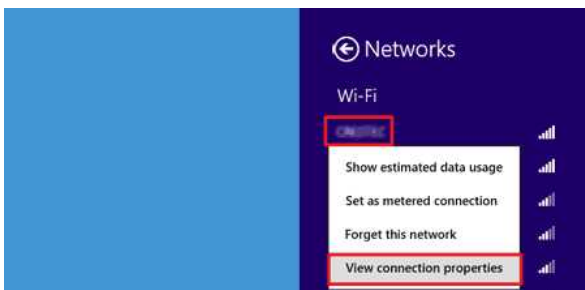 Networks
Wi-Fi
Show estimated data usage
Set as metered connection
Forget this network
View connection properties